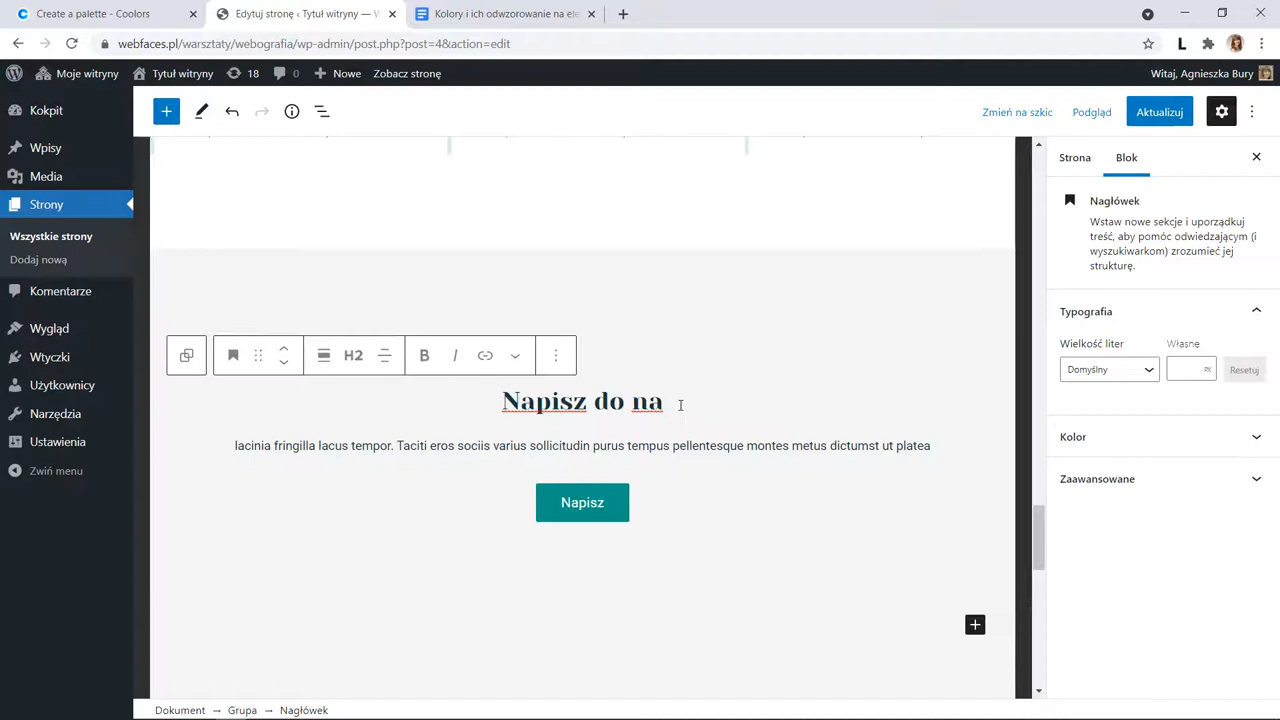 Create a palette - Coolors
Edytuj stronę ‹ Tytuł witryny — W
Kolory i ich odwzorowanie na ele
webfaces.pl/warsztaty/webografia/wp-admin/post.php?post=4&action=edit
Moje witryny
Tytuł witryny
18
0
Nowe
Zobacz stronę
Witaj, Agnieszka Bury
Kokpit
Wpisy
Media
Strony
Wszystkie strony
Dodaj nową
Komentarze
Wygląd
Wtyczki
Użytkownicy
Narzędzia
Ustawienia
Zwiń menu
Zmień na szkic
Podgląd
Aktualizuj
H2
B
I
Napisz do na
lacinia fringilla lacus tempor. Taciti eros sociis varius sollicitudin purus tempus pellentesque montes metus dictumst ut platea
Napisz
Strona
Blok
Nagłówek
Wstaw nowe sekcje i uporządkuj
treść, aby pomóc odwiedzającym (i
wyszukiwarkom) zrozumieć jej
strukturę.
Typografia
Wielkość liter
Własne
Domyślny
PX
Resetuj
Kolor
Zaawansowane
Dokument → Grupa → Nagłówek